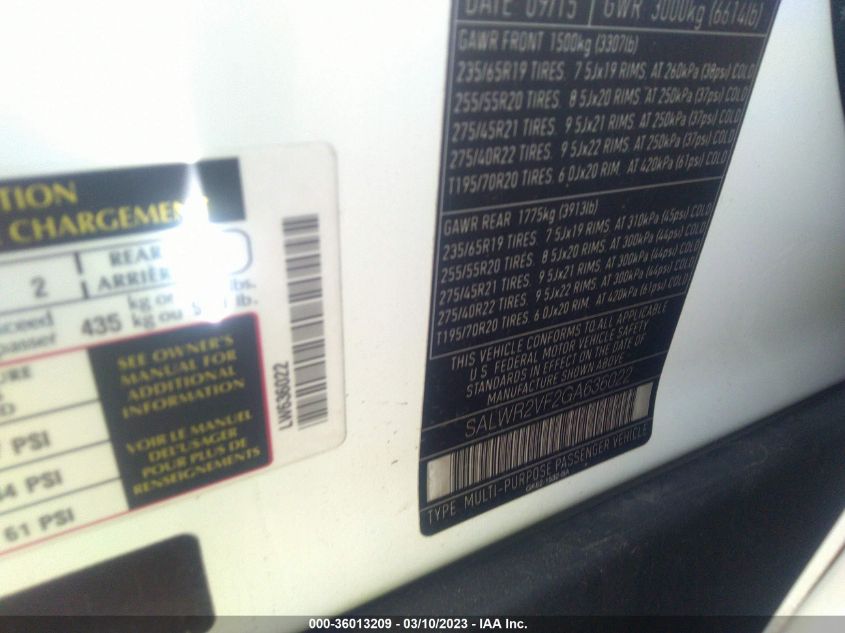 DATE 09/15 GWR 3000kg (6614lb)
GAWR FRONT 1500kg (3307lb)
235/65R19 TIRES 7 5Jx19 RIMS AT 260kPa (38psi) COLD
255/55R20 TIRES 8 5Jx20 RIMS AT 250kPa (37psi) COLD
275/45R21 TIRES 9 5Jx21 RIMS AT 250kPa (37psi) COLD
275/40R22 TIRES 9 5Jx22 RIMS AT 250kPa (37psi) COLD
T195/70R20 TIRES 6 0Jx20 RIM, AT 420kPa (61psi) COLD
GAWR REAR 1775kg (3913lb)
235/65R19 TIRES 7 5Jx19 RIMS AT 310kPa (45psi) COLD
255/55R20 TIRES 8 5Jx20 RIMS AT 300kPa (44psi) COLD
275/45R21 TIRES 9 5Jx21 RIMS AT 300kPa (44psi) COLD
275/40R22 TIRES 9 5Jx22 RIMS AT 300kPa (44psi) COLD
T195/70R20 TIRES 6 0Jx20 RIM, AT 420kPa (61psi) COLD
THIS VEHICLE CONFORMS TO ALL APPLICABLE
U.S FEDERAL MOTOR VEHICLE SAFETY
STANDARDS IN EFFECT ON THE DATE OF
MANUFACTURE SHOWN ABOVE.
SALWR2VF2GA636022
TYPE MULTI-PURPOSE PASSENGER VEHICLE
TION
CHARGEMENT
2 REAR
ARRIÈRE
435 kg or lbs.
kg ou lb.
SEE OWNER'S
MANUAL FOR
ADDITIONAL
INFORMATION
VOIR LE MANUEL
DE L'USAGER
POUR PLUS DE
RENSEIGNEMENTS
PSI
PSI
61 PSI
LW636022
000-36013209 - 03/10/2023 - IAA Inc.